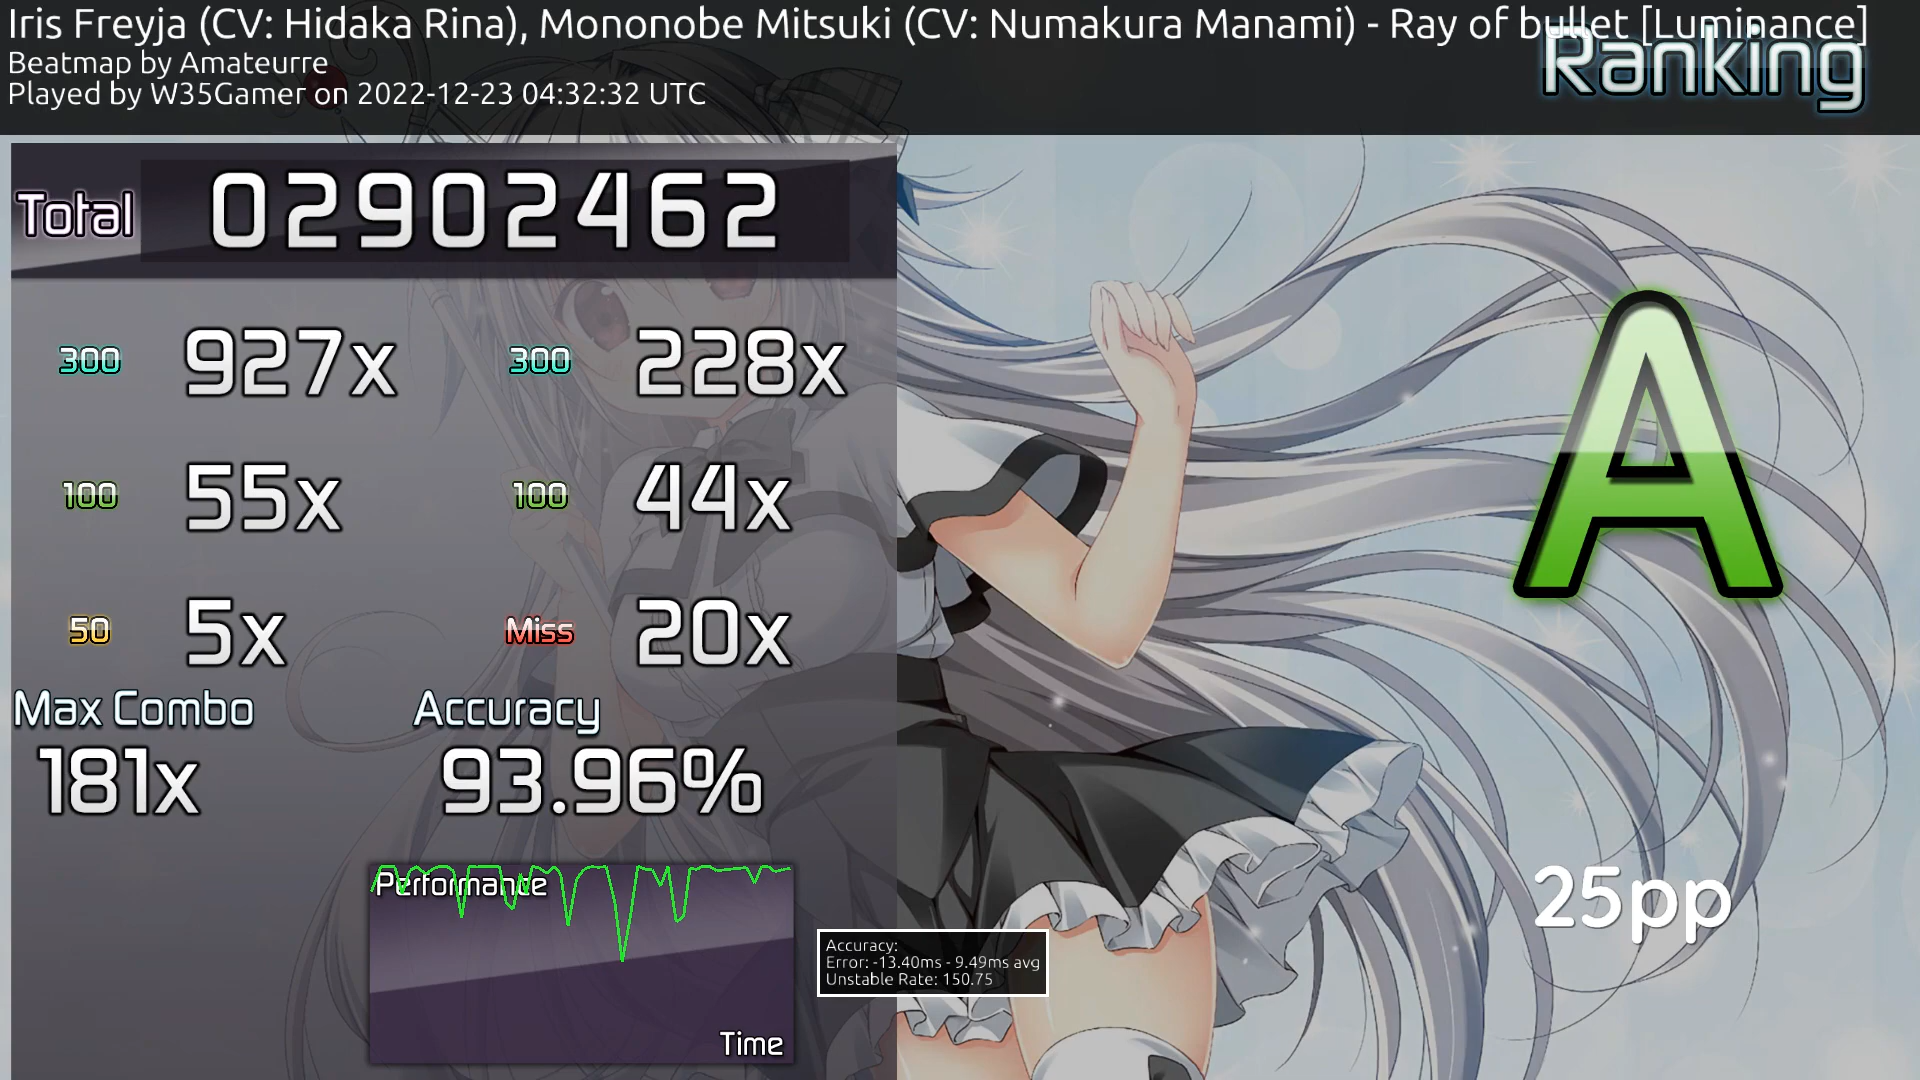 Iris Freyja (CV: Hidaka Rina), Mononobe Mitsuki (CV: Numakura Manami) - Ray of bullet [Luminance]
Beatmap by Amateurre
Played by W35Gamer on 2022-12-23 04:32:32 UTC
Ranking
Total 02902462
300 927x 300 228x
100 55x 100 44x
50 5x Miss 20x
Max Combo Accuracy
181x 93.96%
Performance
25pp
Accuracy:
Error: -13.40ms - 9.49ms avg
Unstable Rate: 150.75
Time
A